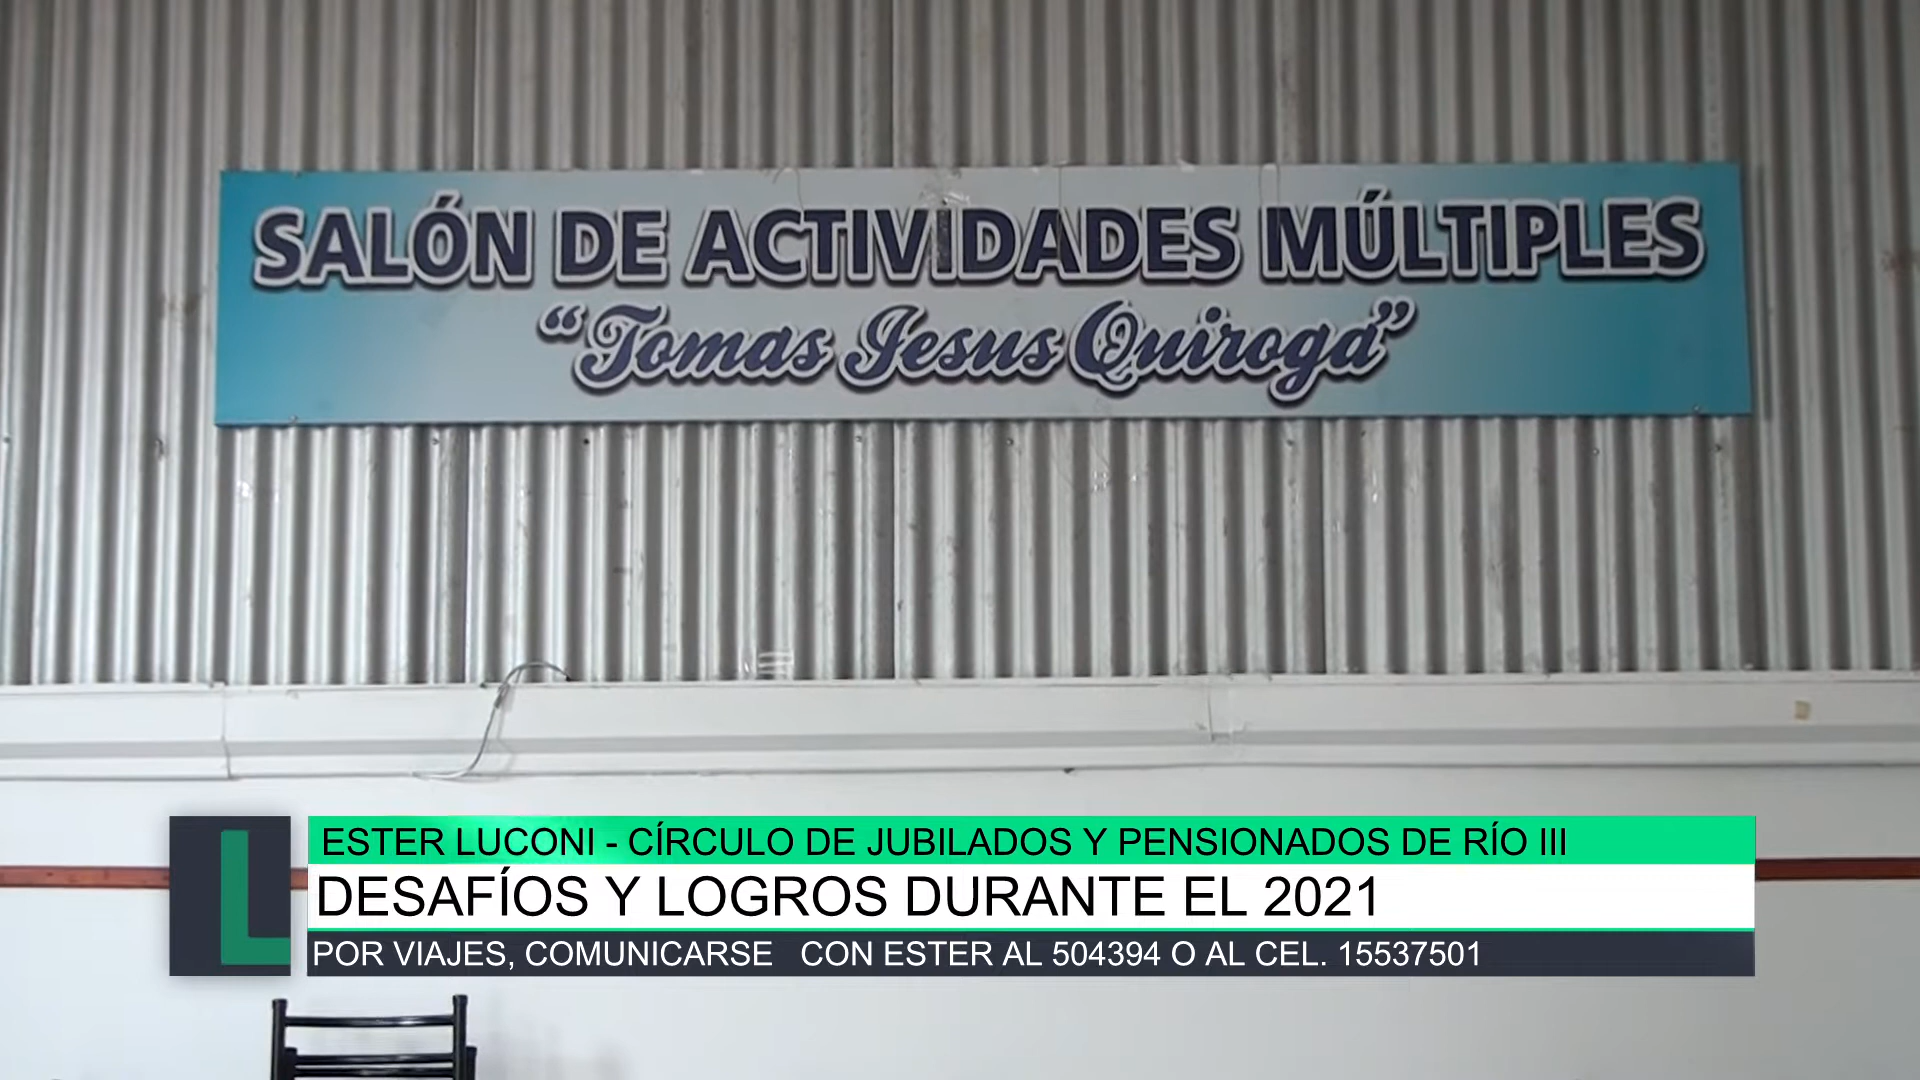 SALÓN DE ACTIVIDADES MÚLTIPLES
“Tomas Jesus Quiroga”
L
ESTER LUCONI - CÍRCULO DE JUBILADOS Y PENSIONADOS DE RÍO III
DESAFÍOS Y LOGROS DURANTE EL 2021
POR VIAJES, COMUNICARSE CON ESTER AL 504394 O AL CEL. 15537501